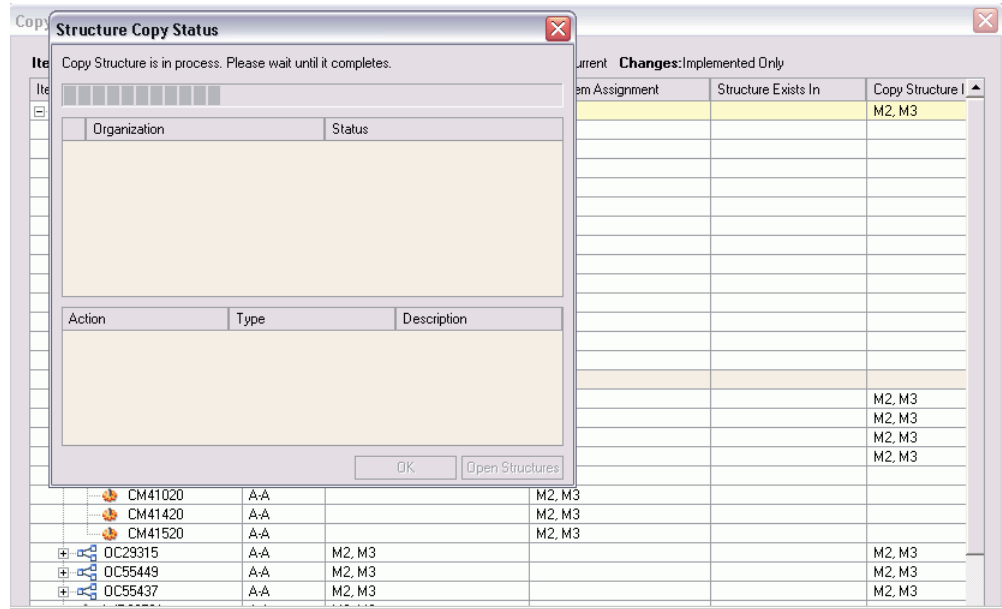 Copy
Structure Copy Status
Ite
Copy Structure is in process. Please wait until it completes.
urrent Changes:Implemented Only
Ite
em Assignment Structure Exists In Copy Structure I
M2, M3
Organization Status
Action Type Description
M2, M3
M2, M3
M2, M3
M2, M3
OK Open Structures
CM41020 A-A M2, M3
CM41420 A-A M2, M3
CM41520 A-A M2, M3
OC29315 A-A M2, M3 M2, M3
OC55449 A-A M2, M3 M2, M3
OC55437 A-A M2, M3 M2, M3